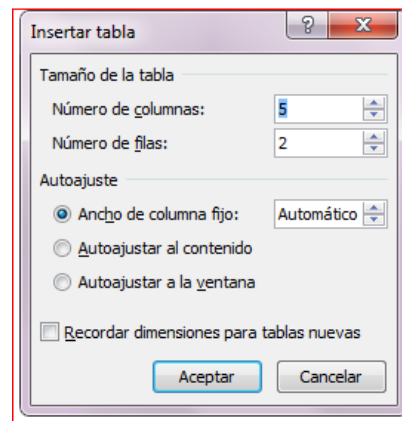 Insertar tabla
Tamaño de la tabla
Número de columnas: 5
Número de filas: 2
Autoajuste
Ancho de columna fijo: Automático
Autoajustar al contenido
Autoajustar a la ventana
Recordar dimensiones para tablas nuevas
Aceptar Cancelar